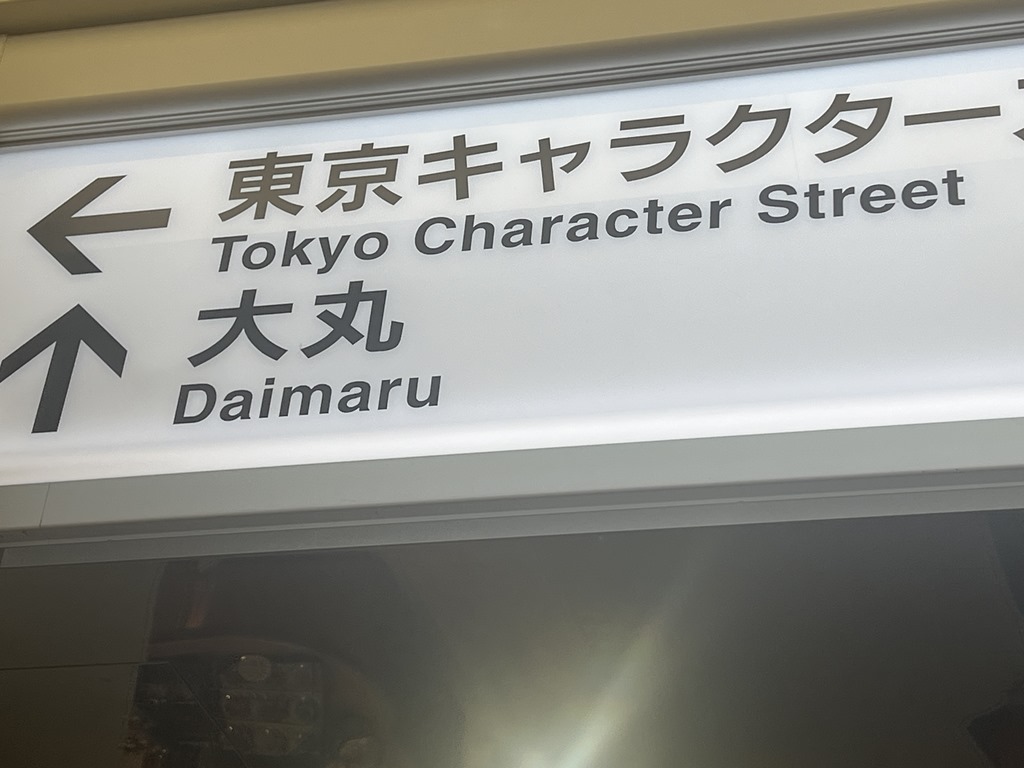 ← 東京キャラクター
Tokyo Character Street
↑ 大丸
Daimaru